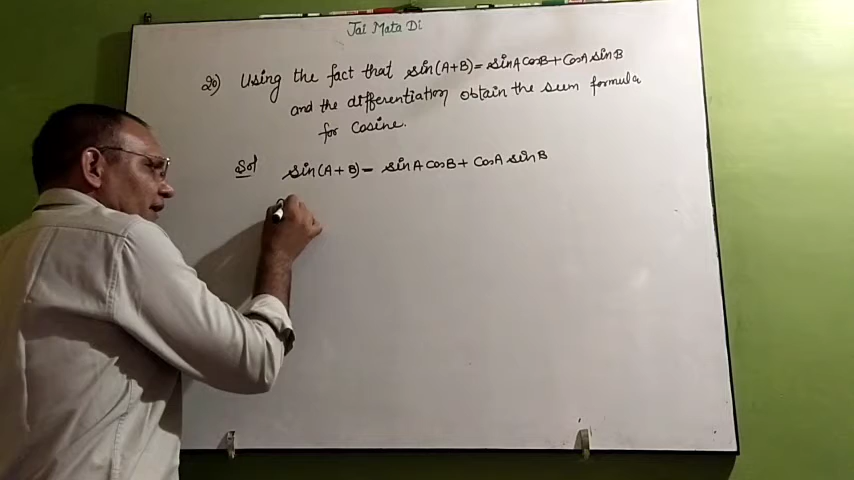 Jai Mata Di
20) Using the fact that sin(A+B)=sinA cosB+cosA sinB
and the differentiation obtain the sum formula
for Cosine.
Sol sin(A+B)= sinA cosB+ cosA sinB